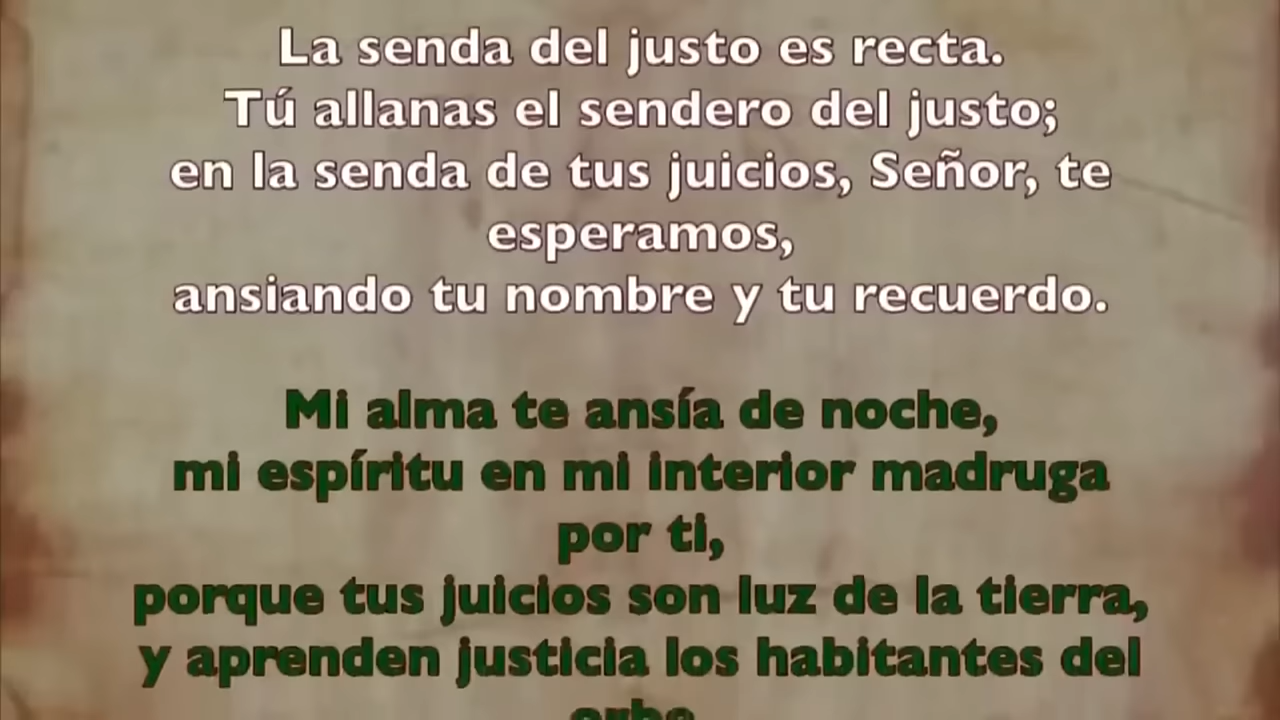 La senda del justo es recta.
Tú allanas el sendero del justo;
en la senda de tus juicios, Señor, te
esperamos,
ansiando tu nombre y tu recuerdo.
Mi alma te ansía de noche,
mi espíritu en mi interior madruga
por ti,
porque tus juicios son luz de la tierra,
y aprenden justicia los habitantes del